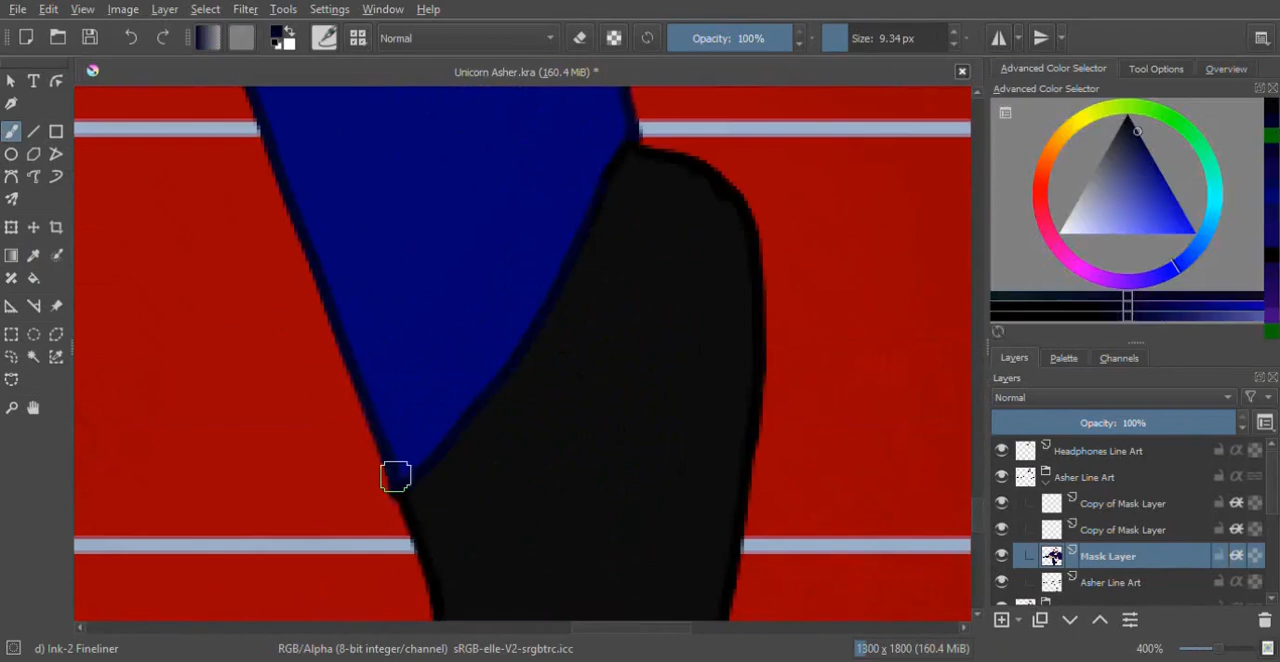 File Edit View Image Layer Select Filter Tools Settings Window Help
Normal Opacity: 100% Size: 9.34 px
Unicorn Asher.kra (160.4 MiB) *
Advanced Color Selector Tool Options Overview
Advanced Color Selector
Layers Palette Channels
Layers
Normal
Opacity: 100%
Headphones Line Art
Asher Line Art
Copy of Mask Layer
Copy of Mask Layer
Mask Layer
Asher Line Art
d) Ink-2 Fineliner RGB/Alpha (8-bit integer/channel) sRGB-elle-V2-srgbtrc.icc 1300 x 1800 (160.4 MiB) 400%